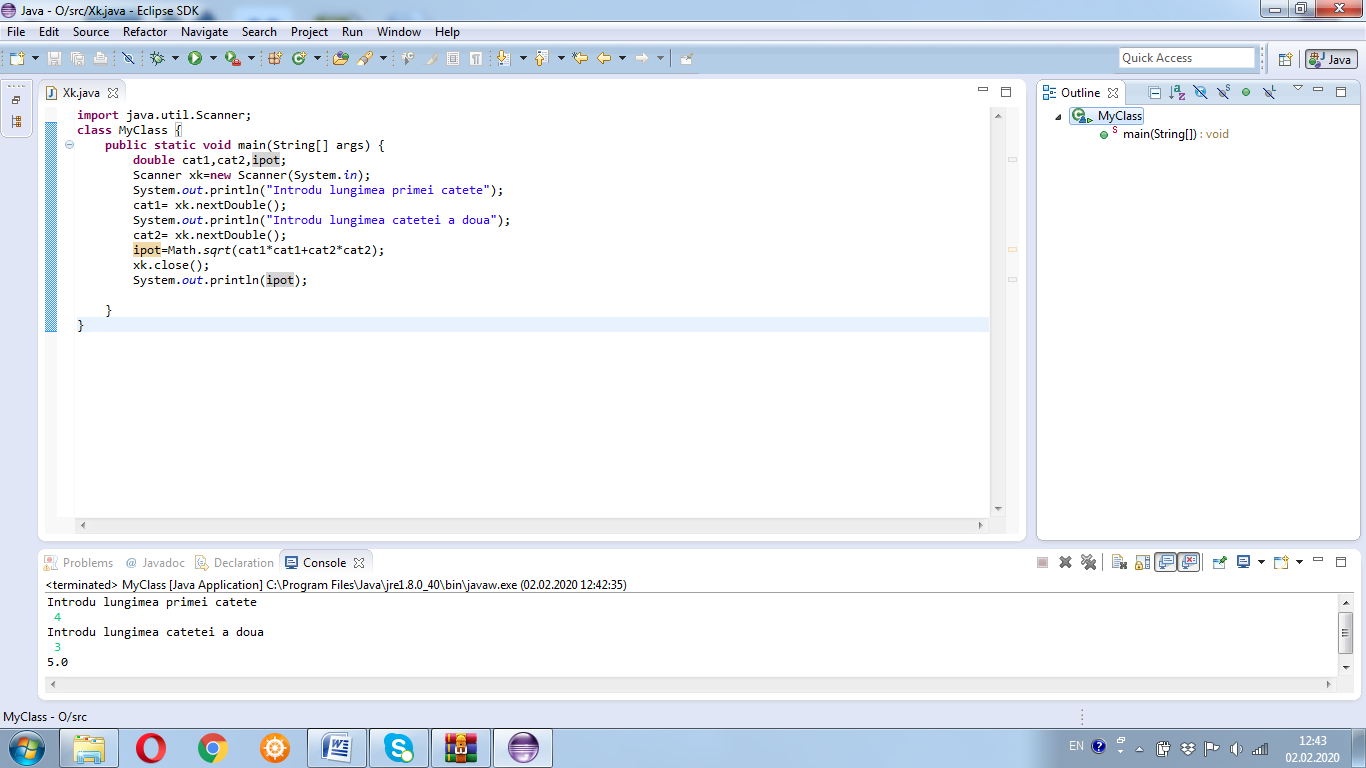 Java - O/src/Xk.java - Eclipse SDK
File Edit Source Refactor Navigate Search Project Run Window Help
Quick Access
Java
Xk.java
import java.util.Scanner;
class MyClass {
    public static void main(String[] args) {
        double cat1,cat2,ipot;
        Scanner xk=new Scanner(System.in);
        System.out.println("Introdu lungimea primei catete");
        cat1= xk.nextDouble();
        System.out.println("Introdu lungimea catetei a doua");
        cat2= xk.nextDouble();
        ipot=Math.sqrt(cat1*cat1+cat2*cat2);
        xk.close();
        System.out.println(ipot);
    }
}
Outline
MyClass
main(String[]) : void
Problems @ Javadoc Declaration Console
<terminated> MyClass [Java Application] C:\Program Files\Java\jre1.8.0_40\bin\javaw.exe (02.02.2020 12:42:35)
Introdu lungimea primei catete
4
Introdu lungimea catetei a doua
3
5.0
MyClass - O/src
EN
12:43
02.02.2020